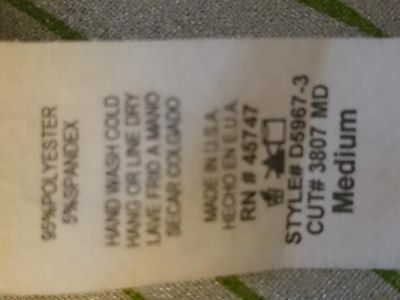 95%POLYESTER
5%SPANDEX
HAND WASH COLD
HANG OR LINE DRY
LAVE FRIO A MANO
SECAR COLGADO
MADE IN U.S.A.
HECHO EN E.U.A.
RN # 45747
STYLE# D5967-3
CUT# 3807 MD
Medium